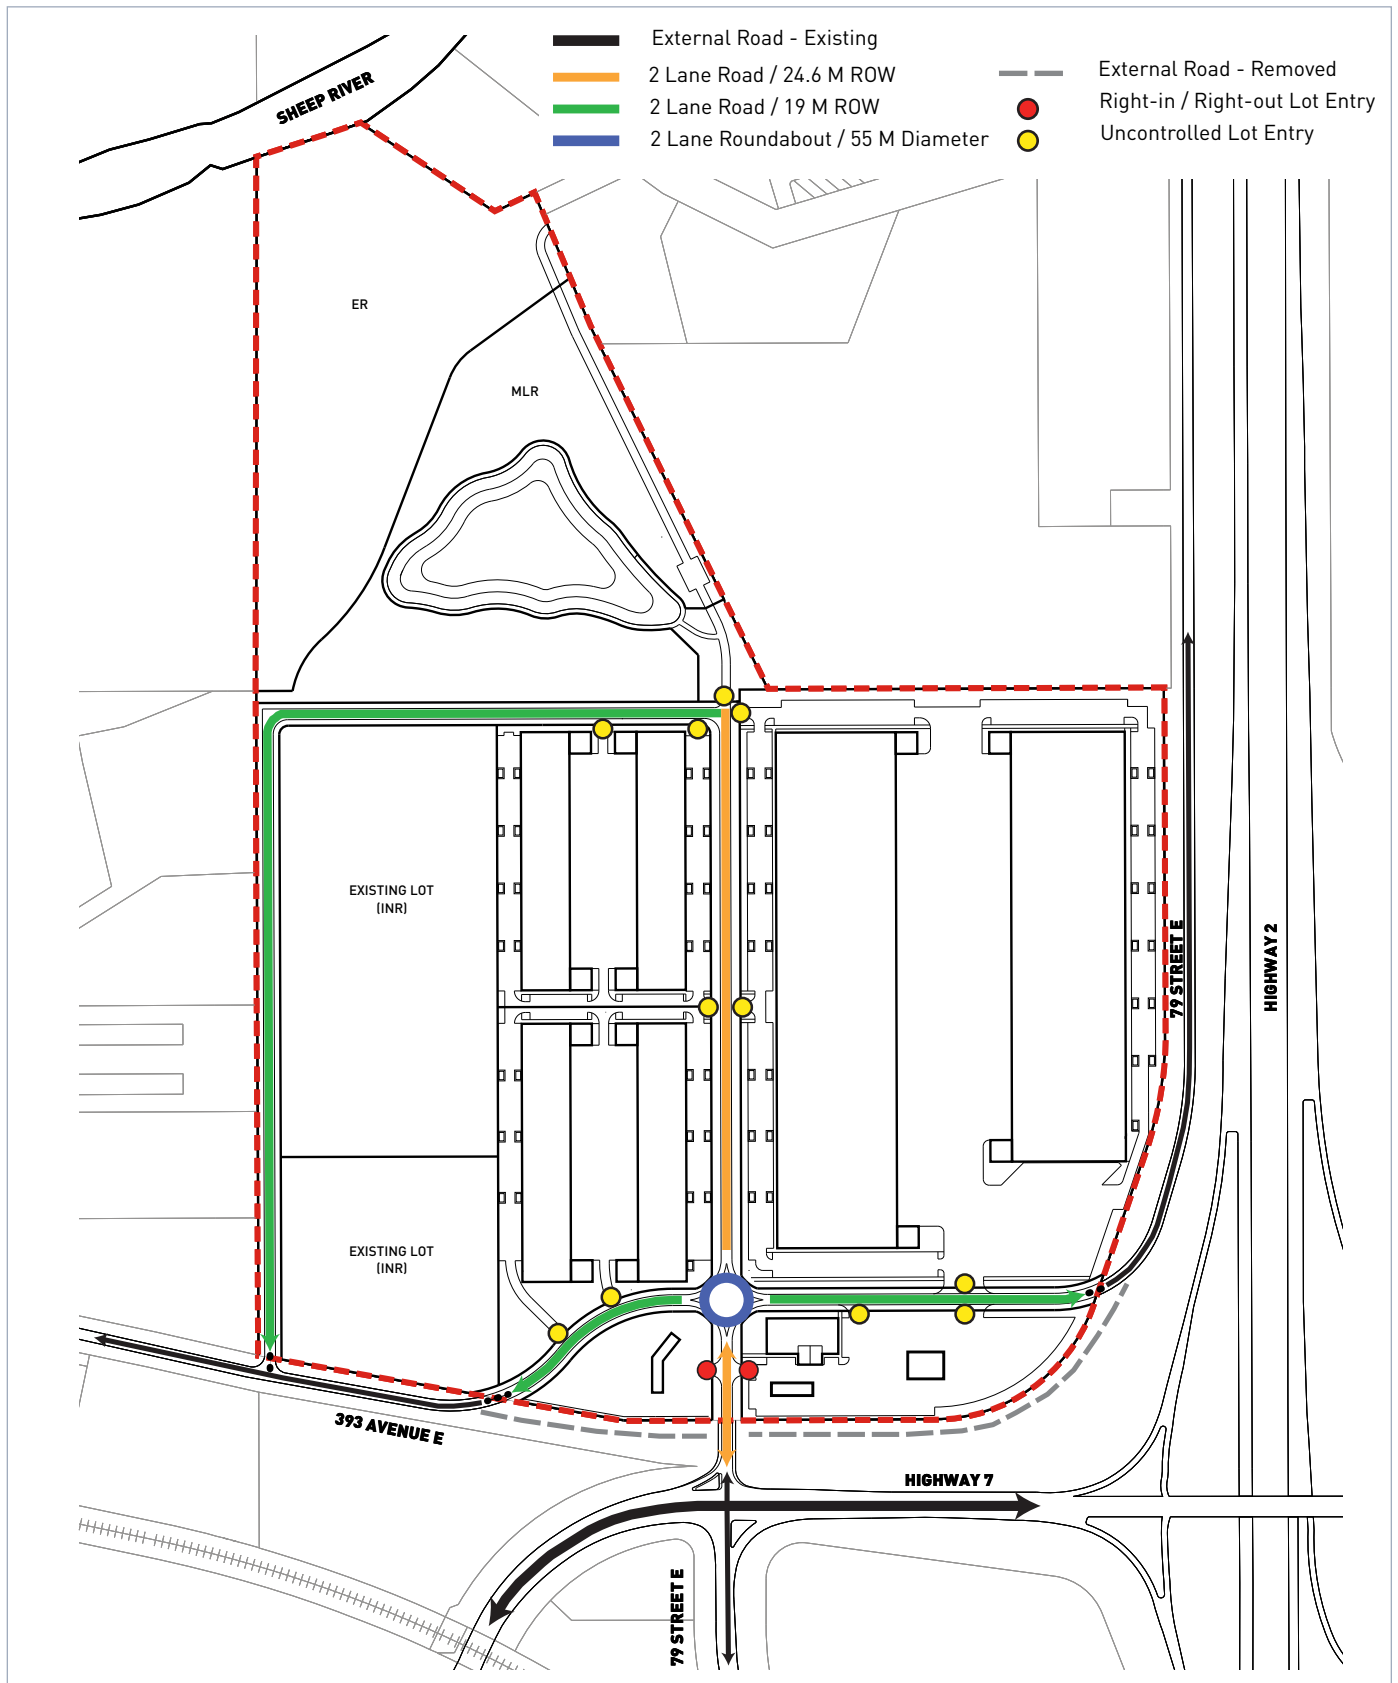 External Road - Existing
2 Lane Road / 24.6 M ROW
2 Lane Road / 19 M ROW
2 Lane Roundabout / 55 M Diameter
External Road - Removed
Right-in / Right-out Lot Entry
Uncontrolled Lot Entry
SHEEP RIVER
ER
MLR
EXISTING LOT
(INR)
79 STREET E
HIGHWAY 2
EXISTING LOT
(INR)
393 AVENUE E
HIGHWAY 7
79 STREET E